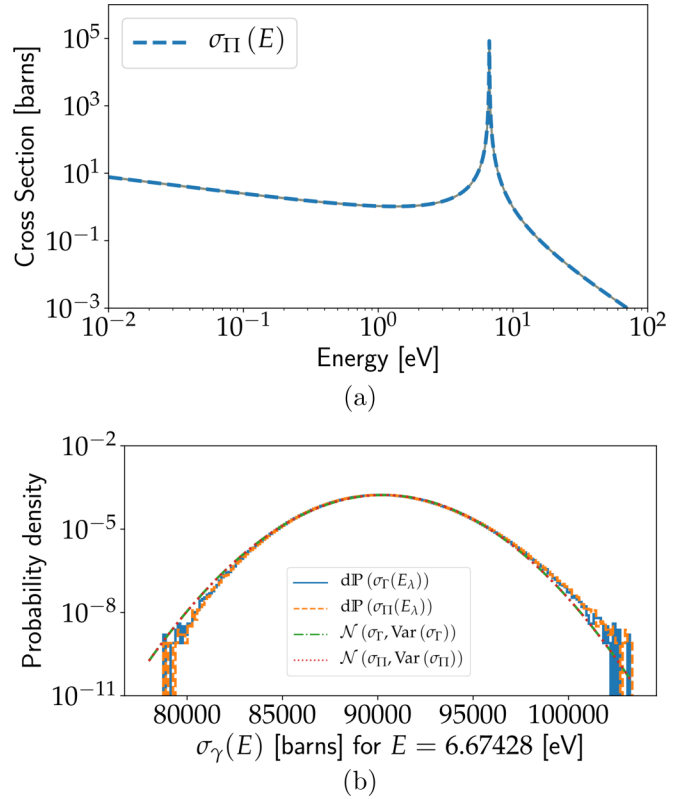 σ_Π (E)
Cross Section [barns]
10^5
10^3
10^1
10^−1
10^−3
10^−2 10^−1 10^0 10^1 10^2
Energy [eV]
(a)
Probability density
10^−2
10^−5
10^−8
10^−11
dℙ (σ_Γ(E_λ))
dℙ (σ_Π(E_λ))
𝒩 (σ_Γ, Var (σ_Γ))
𝒩 (σ_Π, Var (σ_Π))
80000 85000 90000 95000 100000
σ_γ(E) [barns] for E = 6.67428 [eV]
(b)